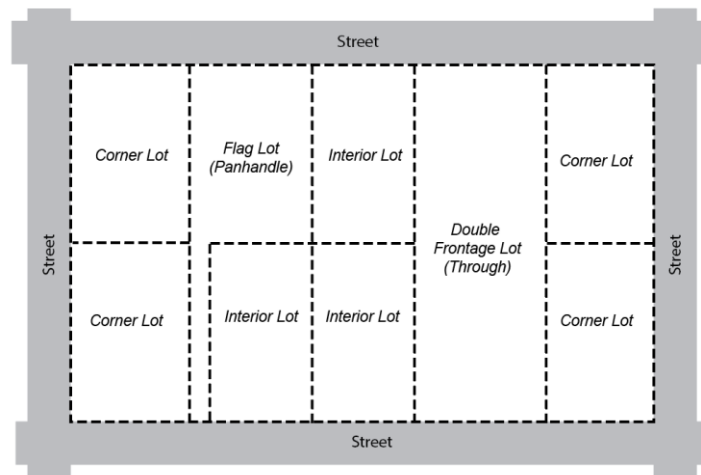 Street
Corner Lot
Flag Lot
(Panhandle)
Interior Lot
Corner Lot
Street
Double
Frontage Lot
(Through)
Street
Corner Lot
Interior Lot
Interior Lot
Corner Lot
Street